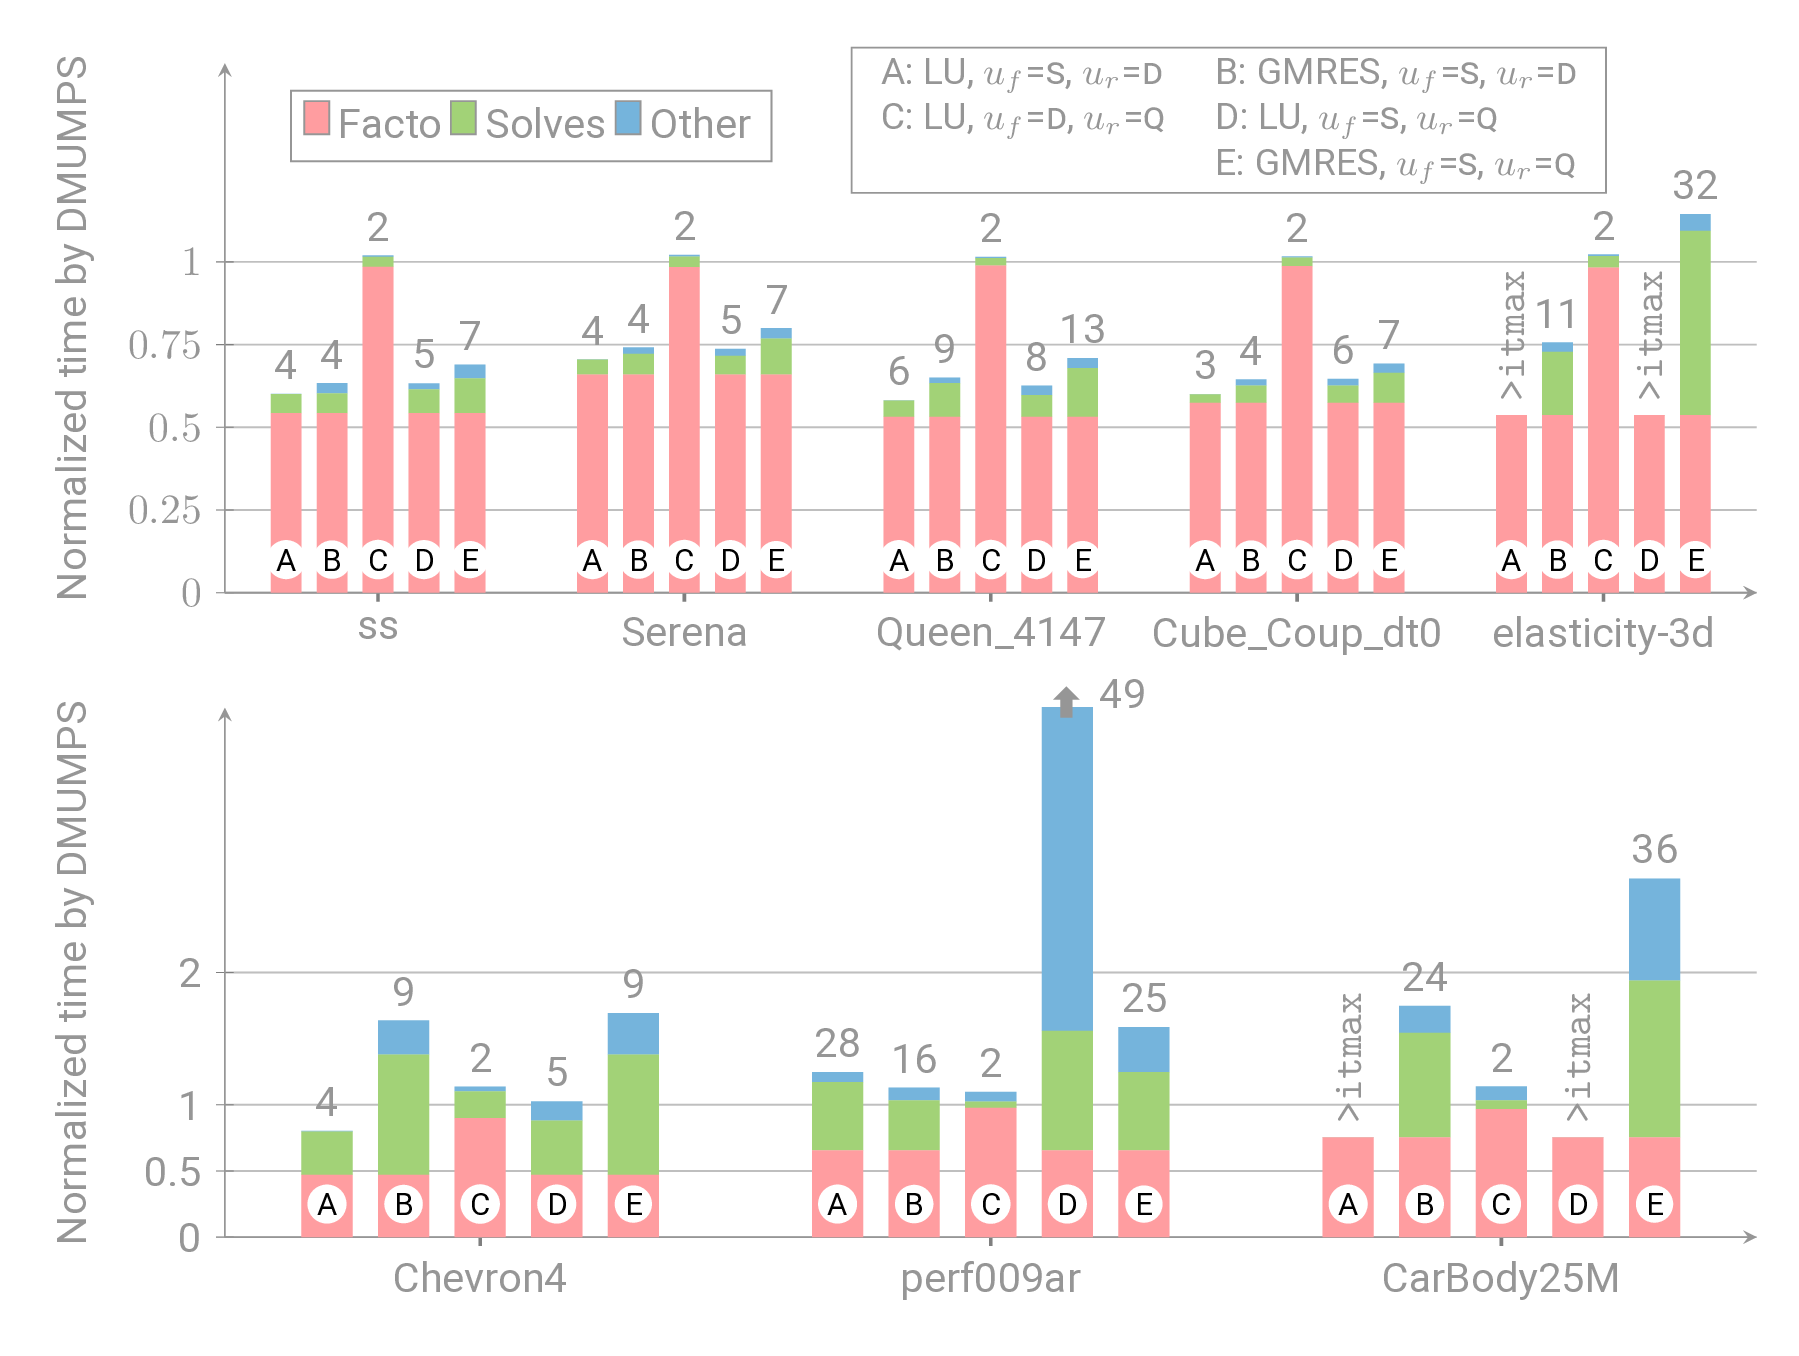 Normalized time by DMUMPS
Facto Solves Other
A: LU, u_f=S, u_r=D B: GMRES, u_f=S, u_r=D
C: LU, u_f=D, u_r=Q D: LU, u_f=S, u_r=Q
E: GMRES, u_f=S, u_r=Q
1
0.75
0.5
0.25
0
4 4 2 5 7
4 4 2 5 7
6 9 2 8 13
3 4 2 6 7
>itmax 11 2 >itmax 32
A B C D E
A B C D E
A B C D E
A B C D E
A B C D E
ss Serena Queen_4147 Cube_Coup_dt0 elasticity-3d
Normalized time by DMUMPS
2
1
0.5
0
4 9 2 5 9
28 16 2 49 25
>itmax 24 2 >itmax 36
A B C D E
A B C D E
A B C D E
Chevron4 perf009ar CarBody25M